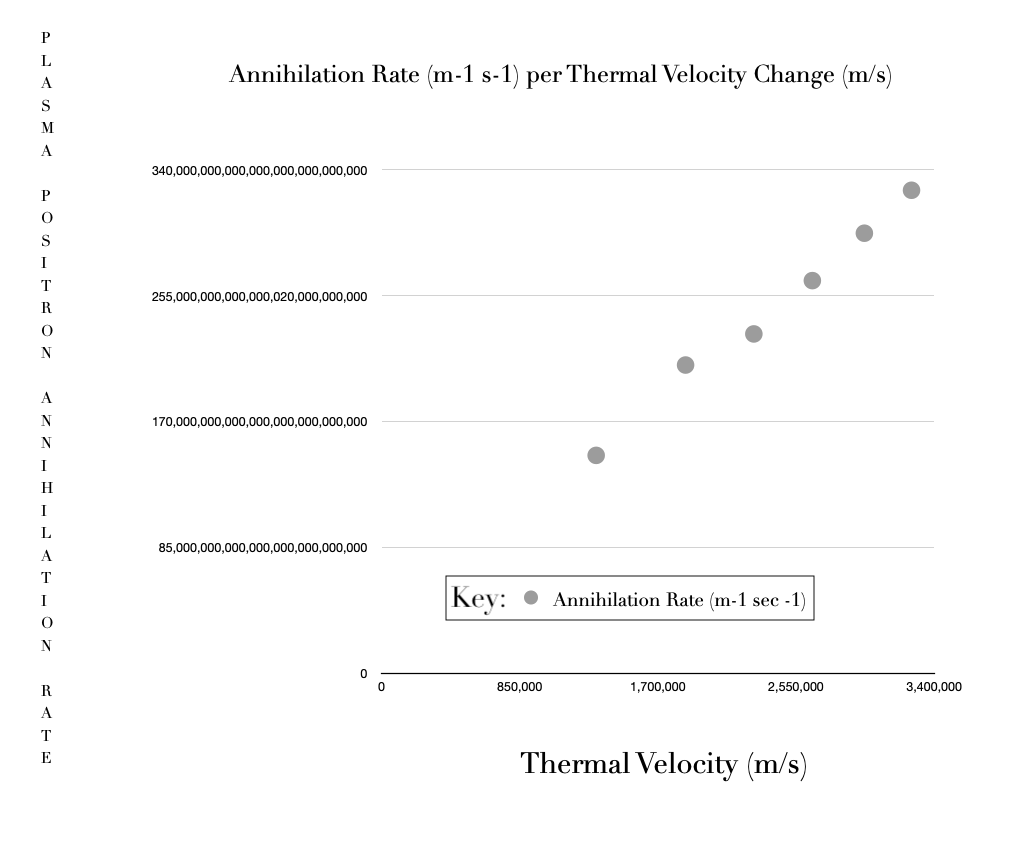 Annihilation Rate (m-1 s-1) per Thermal Velocity Change (m/s)
PLASMA POSITRON ANNIHILATION RATE
340,000,000,000,000,000,000,000,000
255,000,000,000,000,020,000,000,000
170,000,000,000,000,000,000,000,000
85,000,000,000,000,000,000,000,000
Key: Annihilation Rate (m-1 sec -1)
0
0 850,000 1,700,000 2,550,000 3,400,000
Thermal Velocity (m/s)